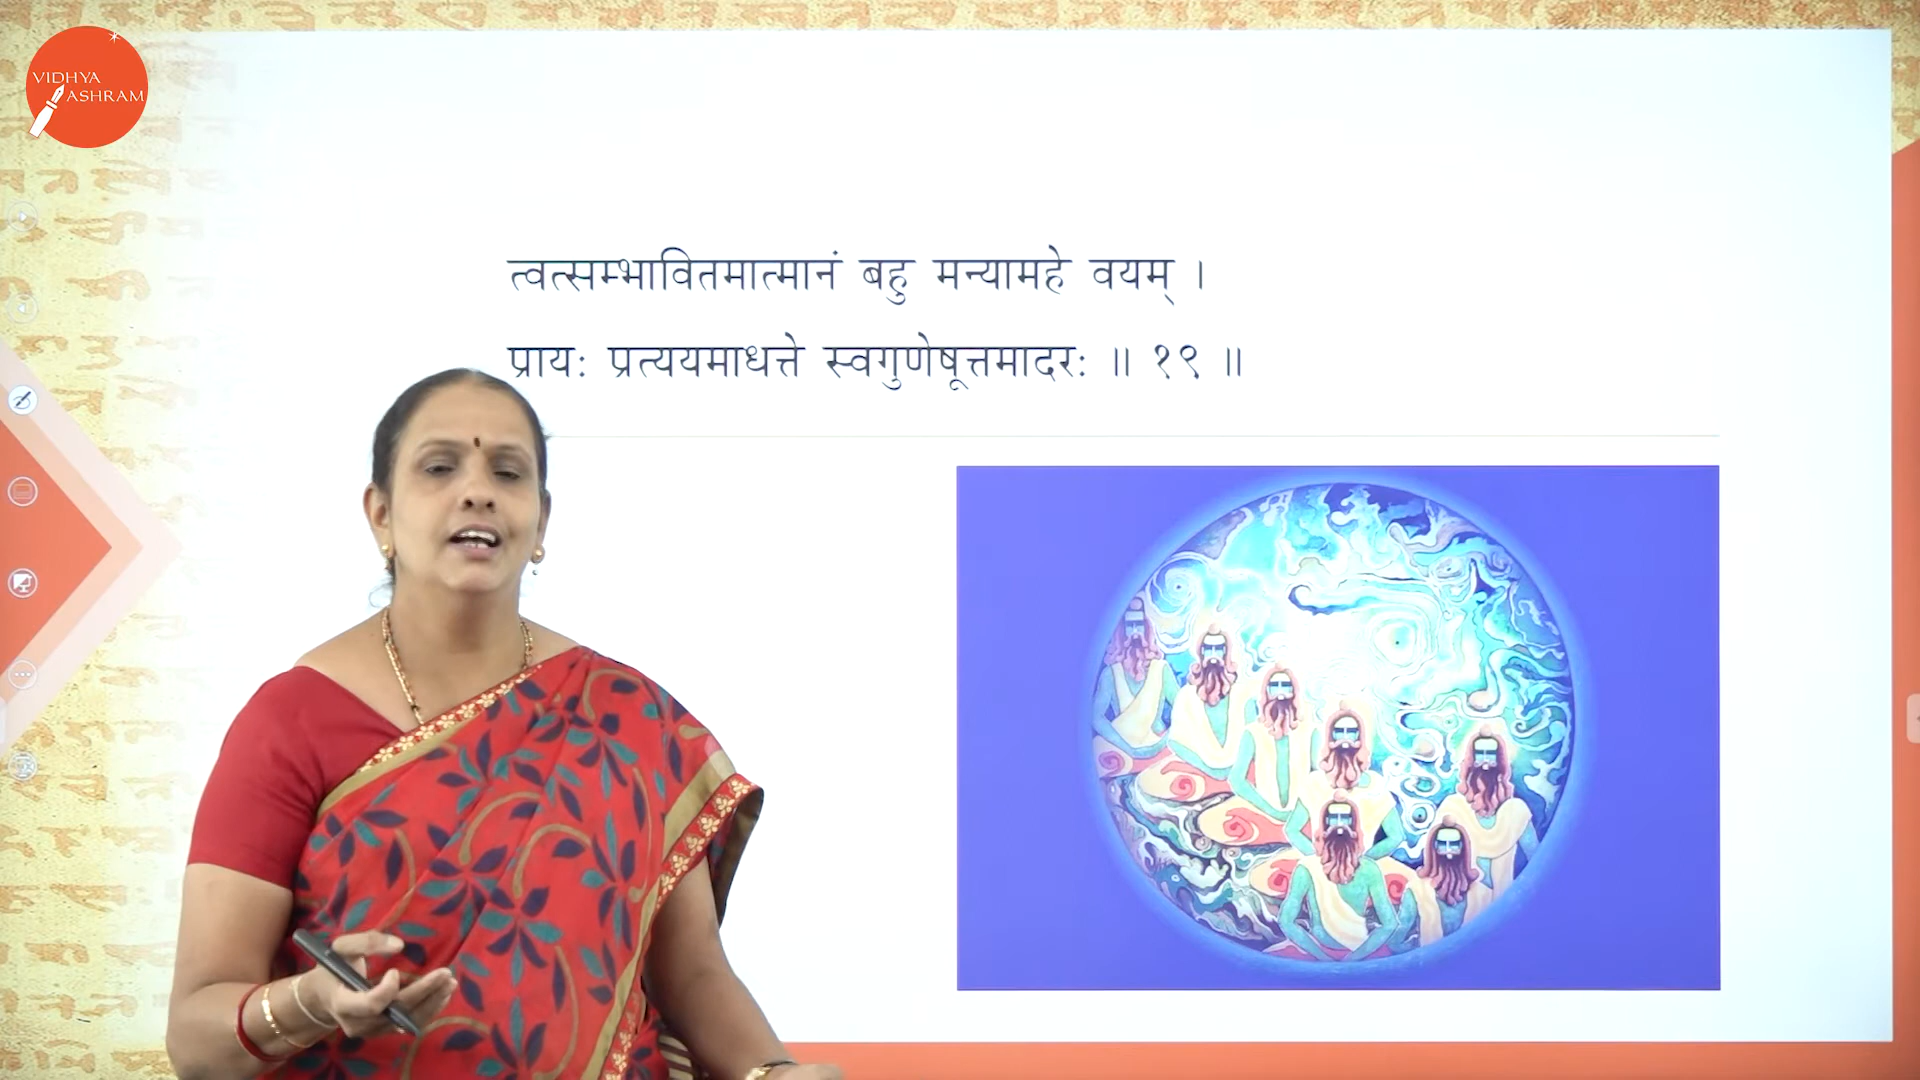 VIDHYA
ASHRAM
त्वत्सम्भावितमात्मानं बहु मन्यामहे वयम् ।
प्रायः प्रत्ययमाधत्ते स्वगुणेषूत्तमादरः ॥ १९ ॥